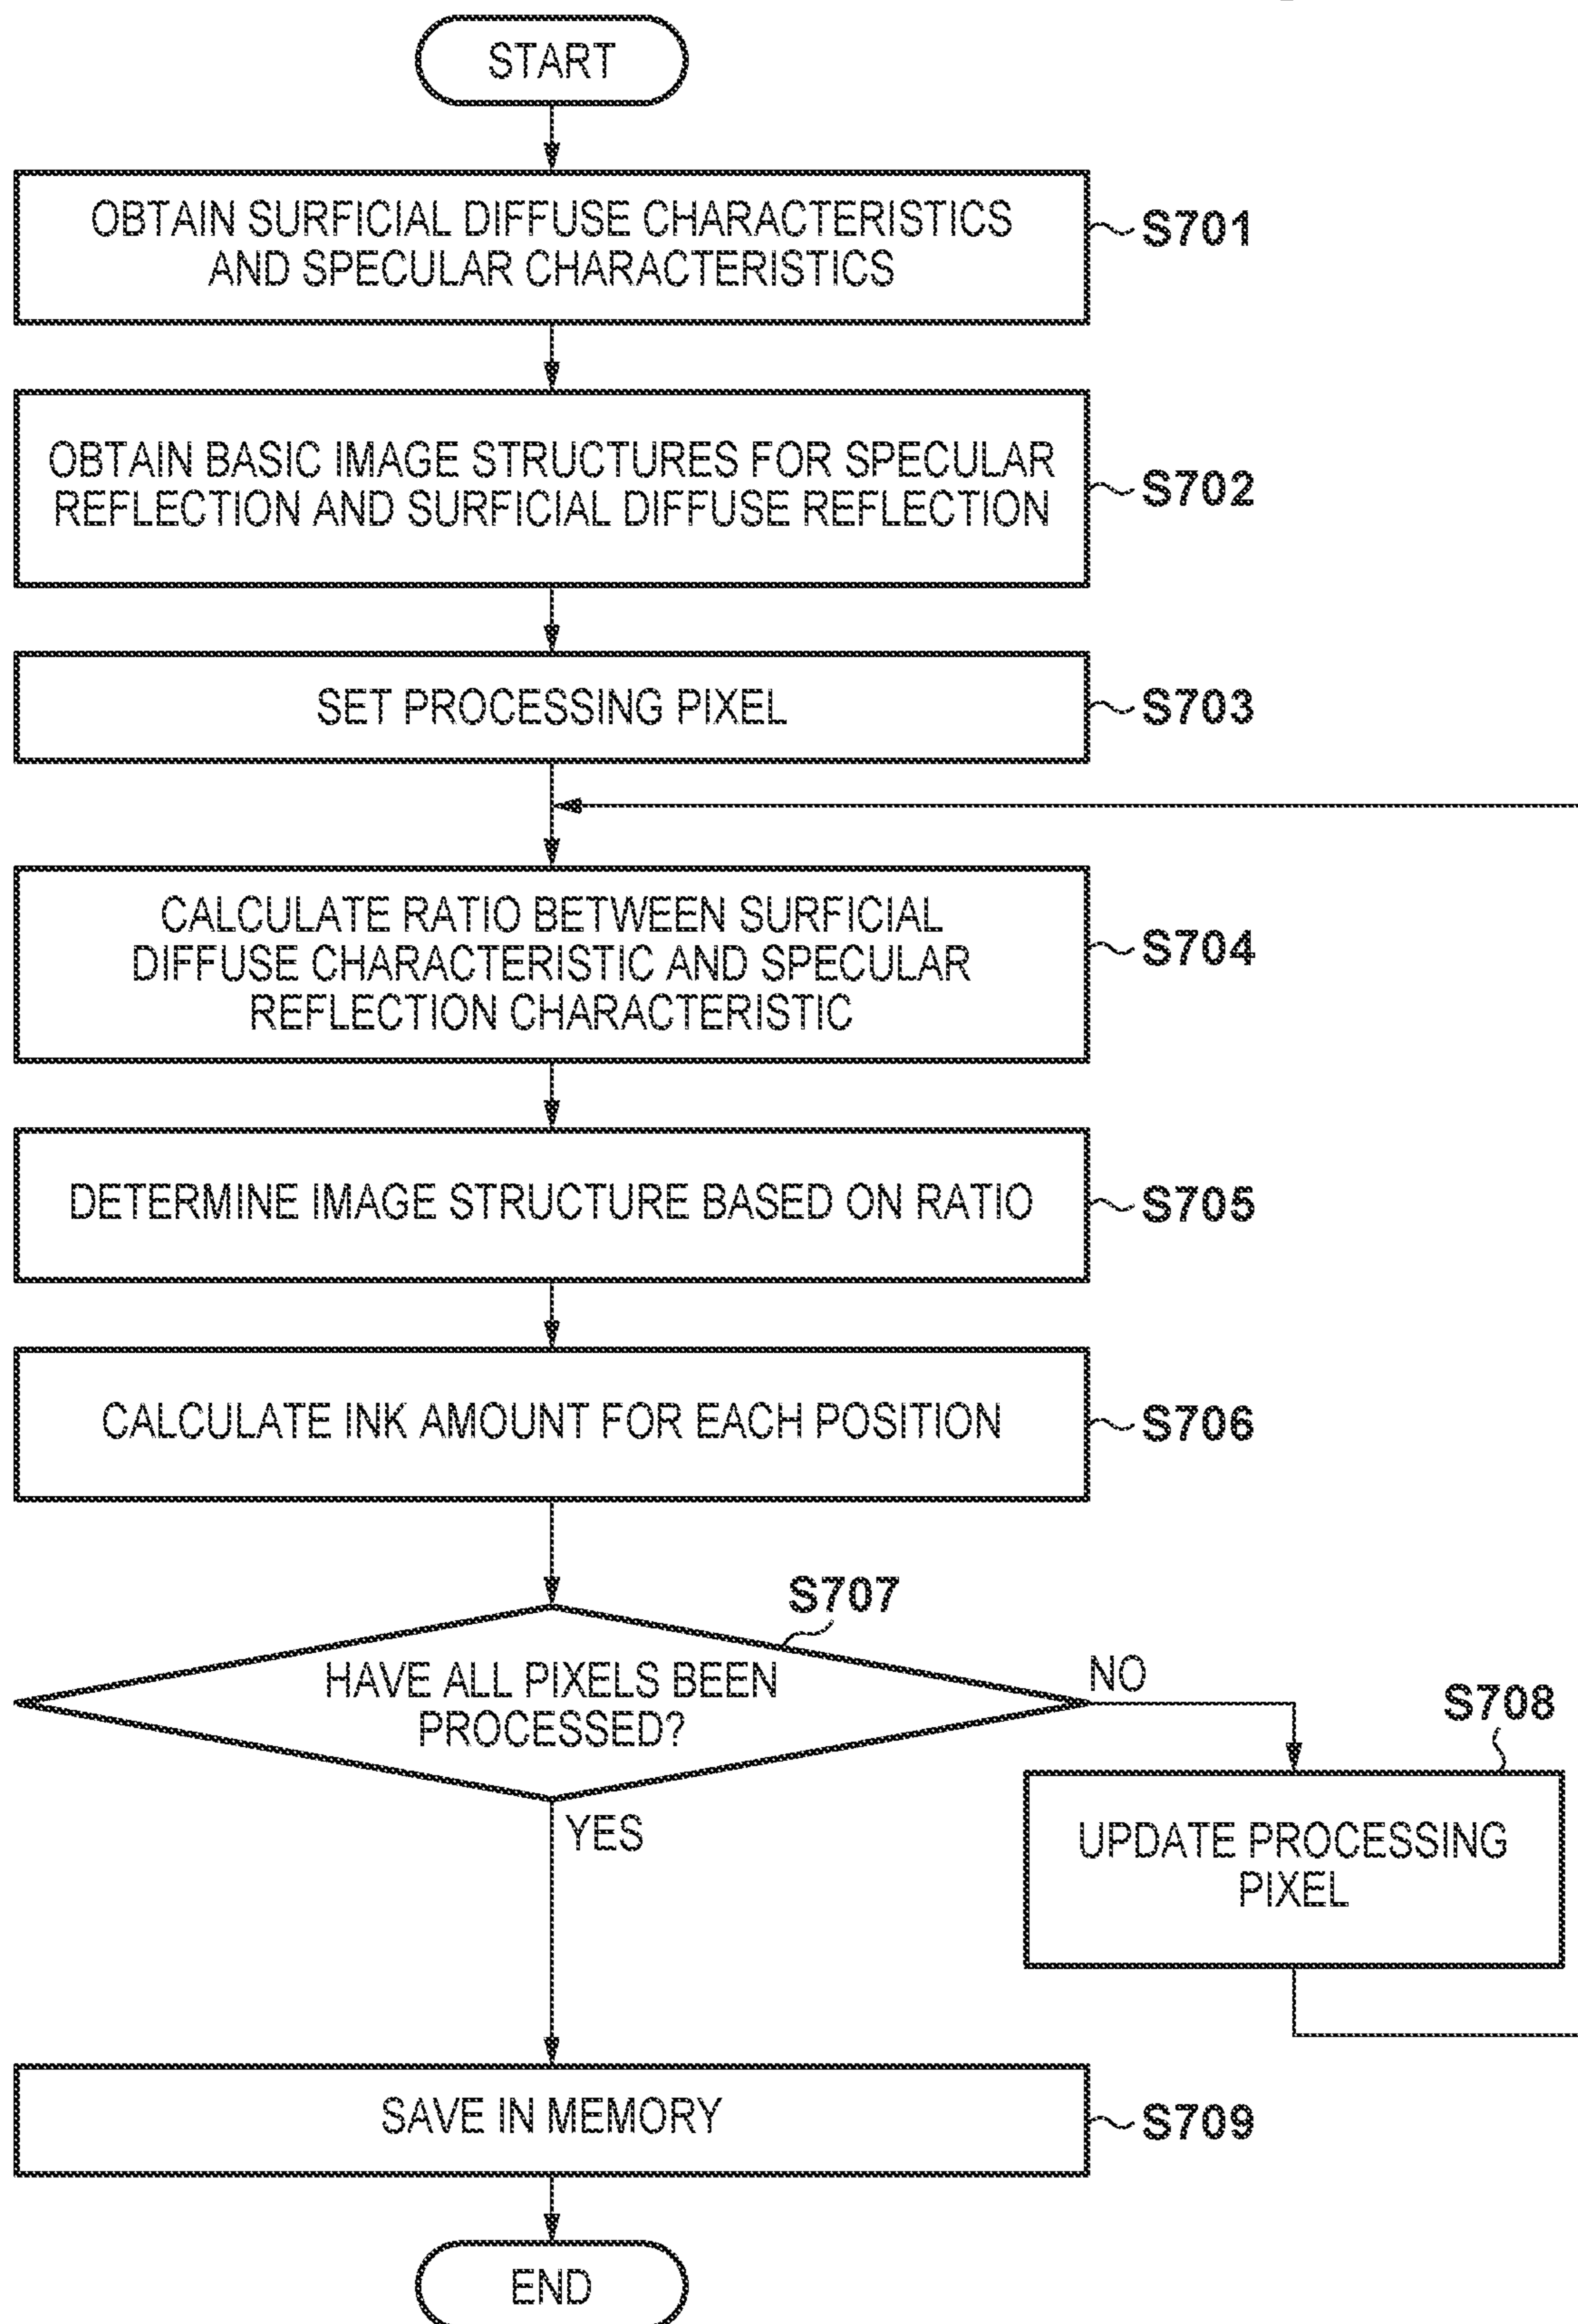 START
OBTAIN SURFICIAL DIFFUSE CHARACTERISTICS
AND SPECULAR CHARACTERISTICS
S701
OBTAIN BASIC IMAGE STRUCTURES FOR SPECULAR
REFLECTION AND SURFICIAL DIFFUSE REFLECTION
S702
SET PROCESSING PIXEL
S703
CALCULATE RATIO BETWEEN SURFICIAL
DIFFUSE CHARACTERISTIC AND SPECULAR
REFLECTION CHARACTERISTIC
S704
DETERMINE IMAGE STRUCTURE BASED ON RATIO
S705
CALCULATE INK AMOUNT FOR EACH POSITION
S706
S707
HAVE ALL PIXELS BEEN
PROCESSED?
NO
S708
YES
UPDATE PROCESSING
PIXEL
SAVE IN MEMORY
S709
END